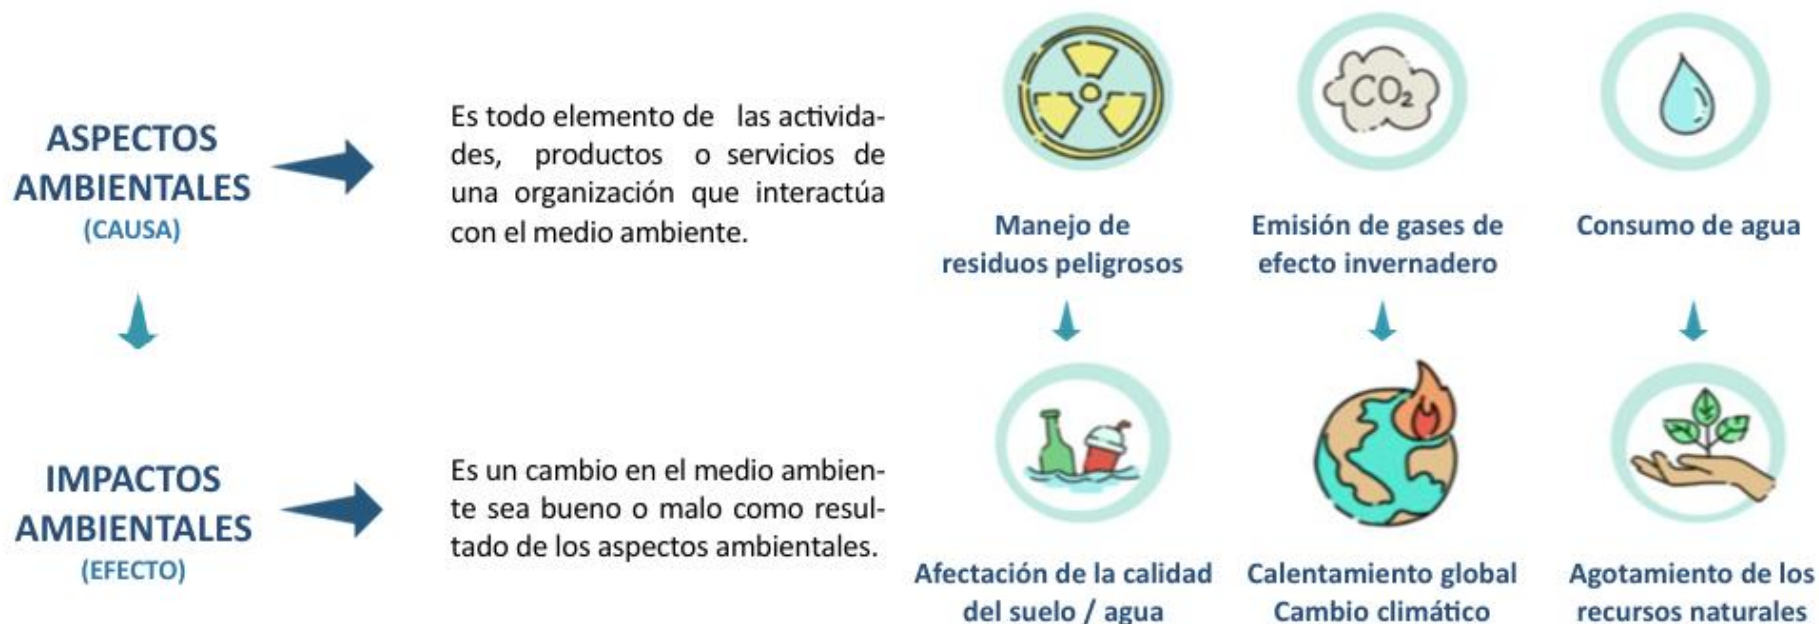 ASPECTOS
AMBIENTALES
(CAUSA)
Es todo elemento de las activida-
des, productos o servicios de
una organización que interactúa
con el medio ambiente.
CO₂
Manejo de
residuos peligrosos
Emisión de gases de
efecto invernadero
Consumo de agua
IMPACTOS
AMBIENTALES
(EFECTO)
Es un cambio en el medio ambien-
te sea bueno o malo como resul-
tado de los aspectos ambientales.
Afectación de la calidad
del suelo / agua
Calentamiento global
Cambio climático
Agotamiento de los
recursos naturales